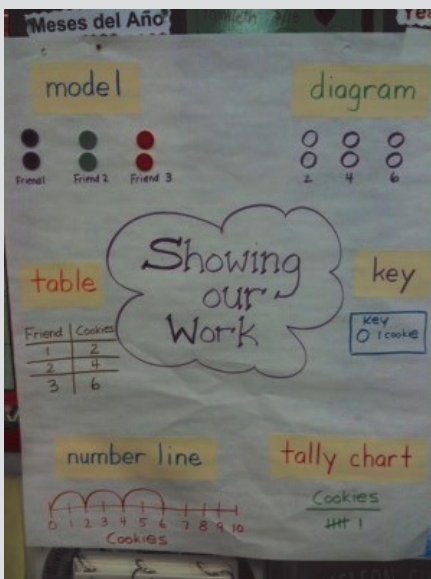 Meses del Año
model
diagram
Friend 1 Friend 2 Friend 3
2 4 6
Showing
our
Work
table
key
Friend Cookies
1 2
2 4
3 6
Key
O 1 cookie
number line
tally chart
0 1 2 3 4 5 6 7 8 9 10
Cookies
Cookies